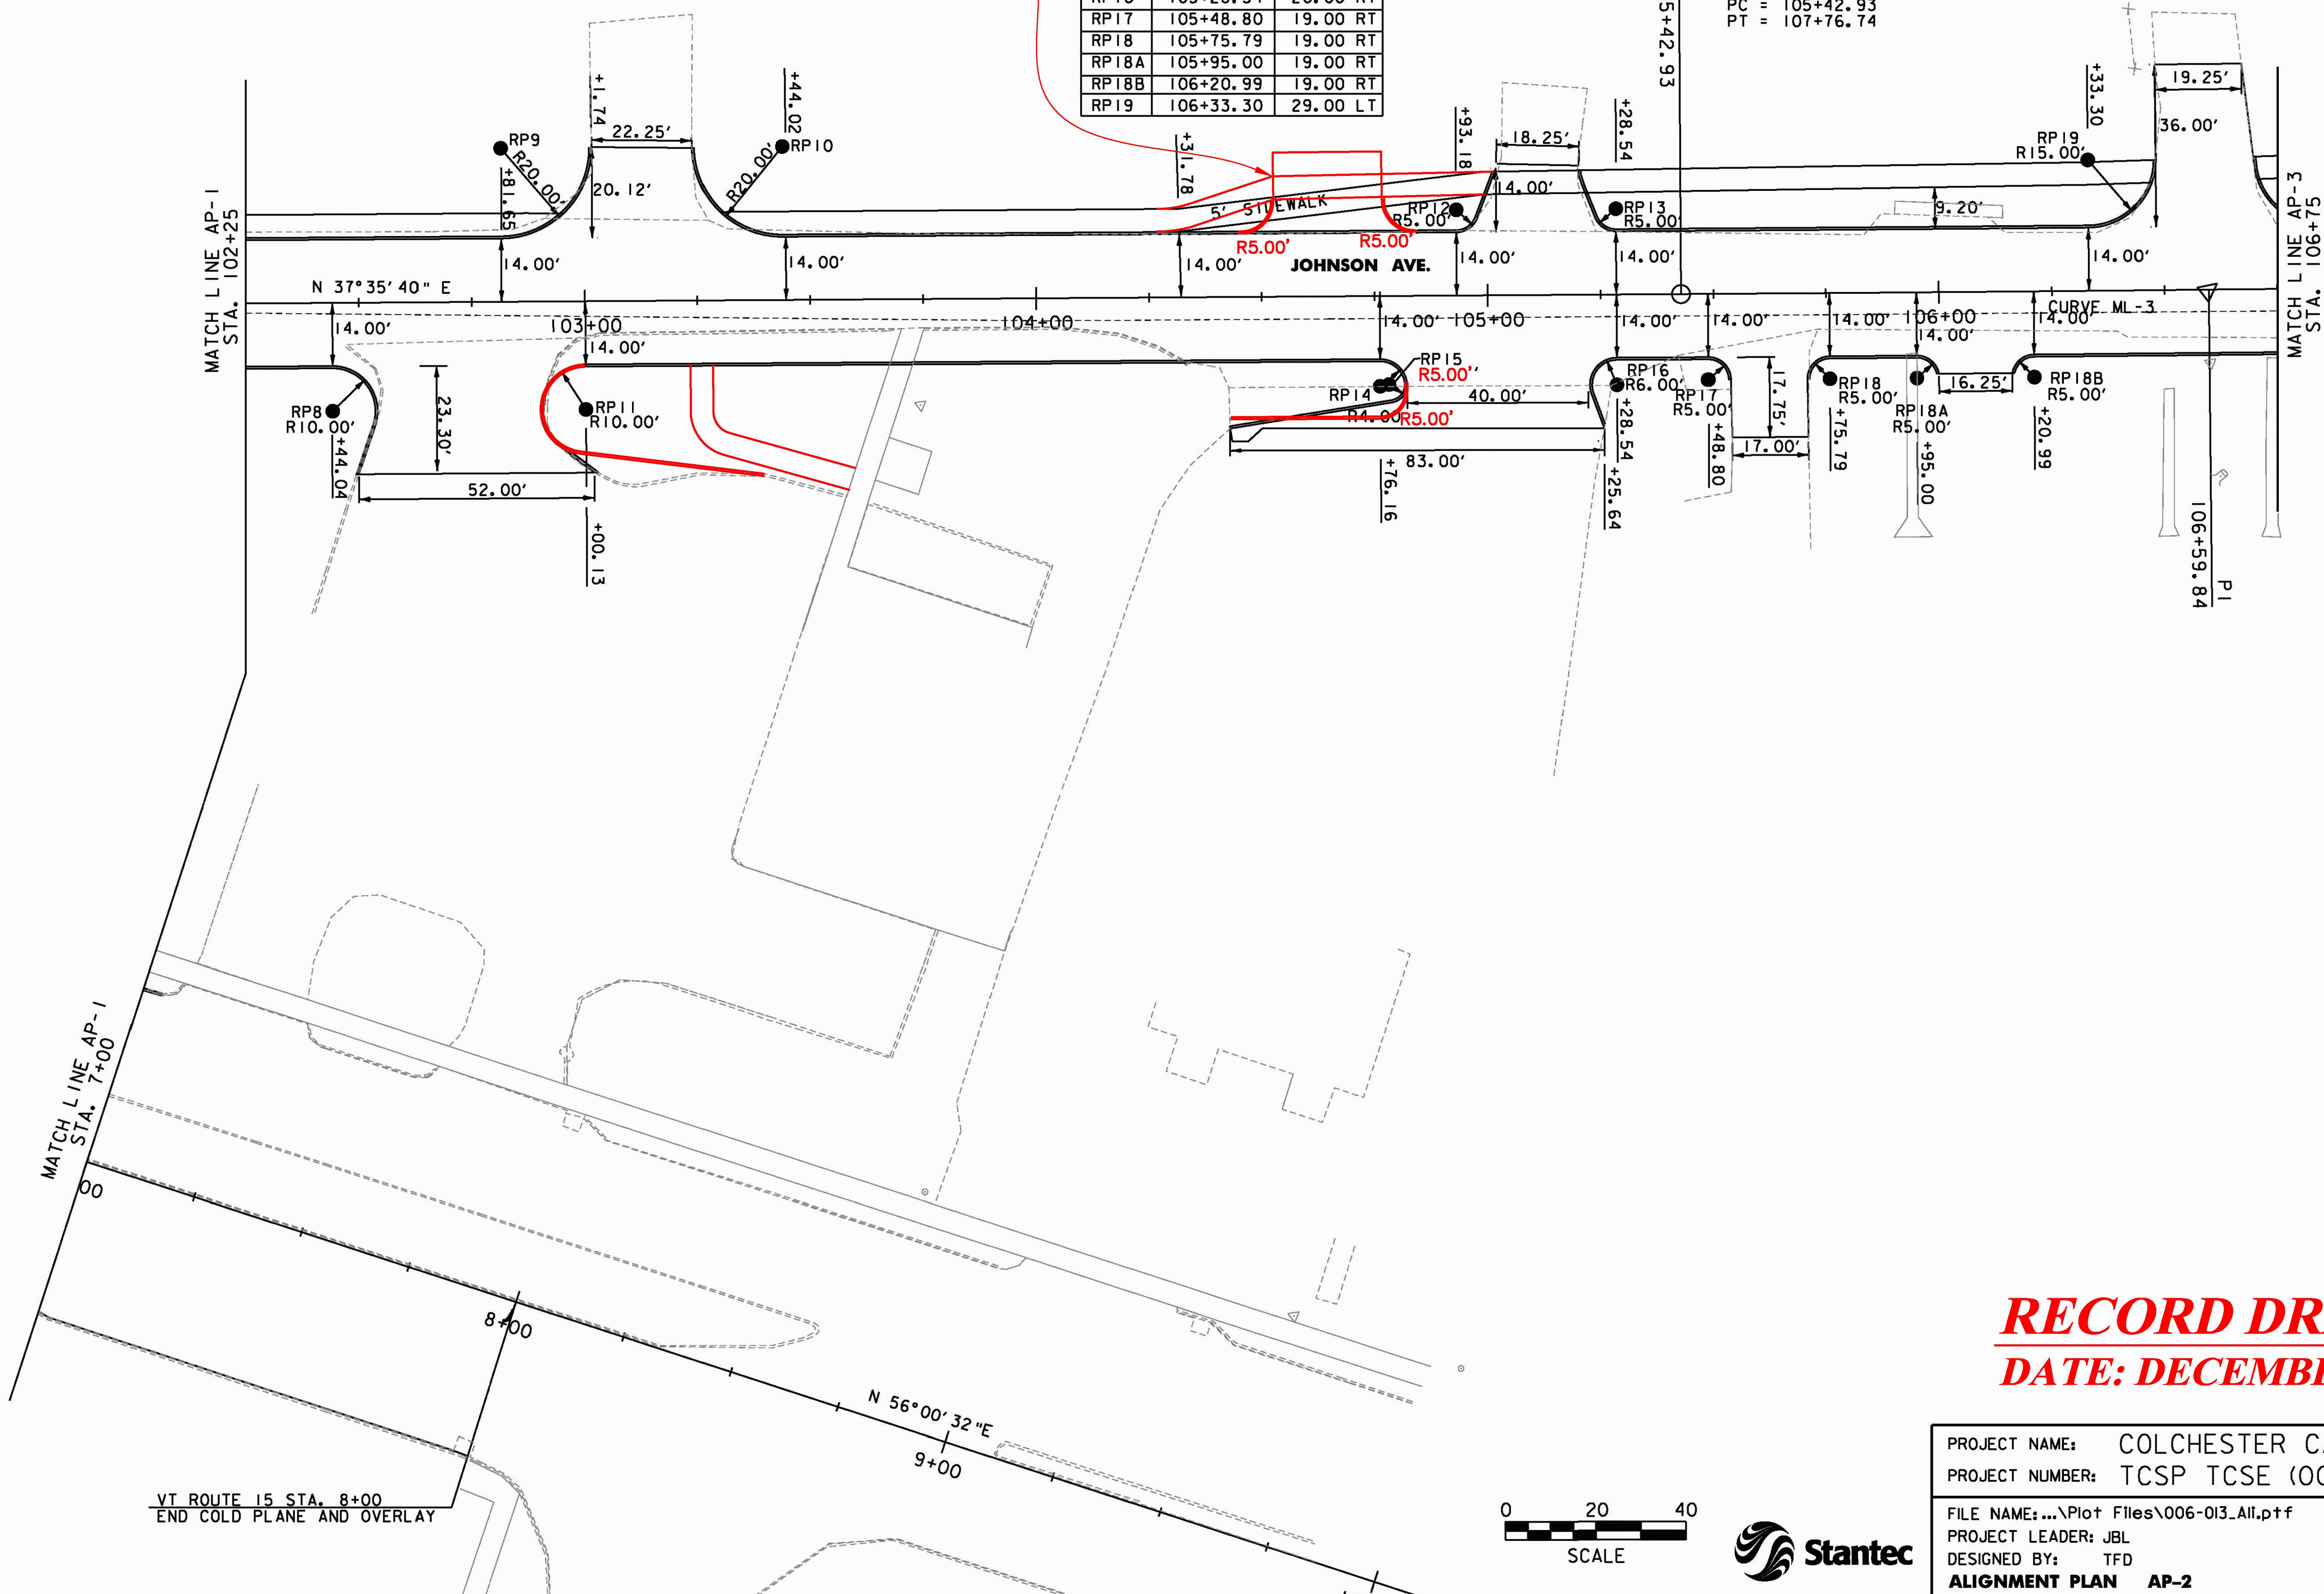 RP17 105+48.80 19.00 RT
RP18 105+75.79 19.00 RT
RP18A 105+95.00 19.00 RT
RP18B 106+20.99 19.00 RT
RP19 106+33.30 29.00 LT
5+42.93
PC = 105+42.93
PT = 107+76.74
MATCH LINE AP-1
STA. 102+25
RP9
R20.00'
+81.65
+1.74
22.25'
20.12'
+44.02
RP10
R20.00'
+31.78
5' SIDEWALK
R5.00'
R5.00'
+93.18
RP12
R5.00'
18.25'
14.00'
+28.54
RP13
R5.00'
9.20'
+33.30
RP19
R15.00'
19.25'
36.00'
MATCH LINE AP-3
STA. 106+75
14.00'
14.00'
14.00'
JOHNSON AVE.
14.00'
14.00'
14.00'
N 37°35'40" E
103+00
104+00
105+00
106+00
CURVE ML-3
14.00'
14.00'
14.00'
14.00'
14.00'
14.00'
14.00'
14.00'
RP8
R10.00'
+44.04
23.30'
52.00'
RP11
R10.00'
+00.13
RP15
R5.00'
RP14
R4.00
R5.00'
40.00'
83.00'
+76.16
RP16
R6.00'
+28.54
+25.64
RP17
R5.00'
+48.80
17.75'
17.00'
RP18
R5.00'
+75.79
RP18A
R5.00'
+95.00
16.25'
RP18B
R5.00'
+20.99
PI
106+59.84
MATCH LINE AP-1
STA. 7+00
00
8+00
N 56°00'32"E
9+00
VT ROUTE 15 STA. 8+00
END COLD PLANE AND OVERLAY
0 20 40
SCALE
Stantec
RECORD
DATE:
PROJECT NAME: COLCHESTER
PROJECT NUMBER: TCSP TCSE
FILE NAME: ...\Plot Files\006-013_Ali.ptf
PROJECT LEADER: JBL
DESIGNED BY: TFD
ALIGNMENT PLAN AP-2